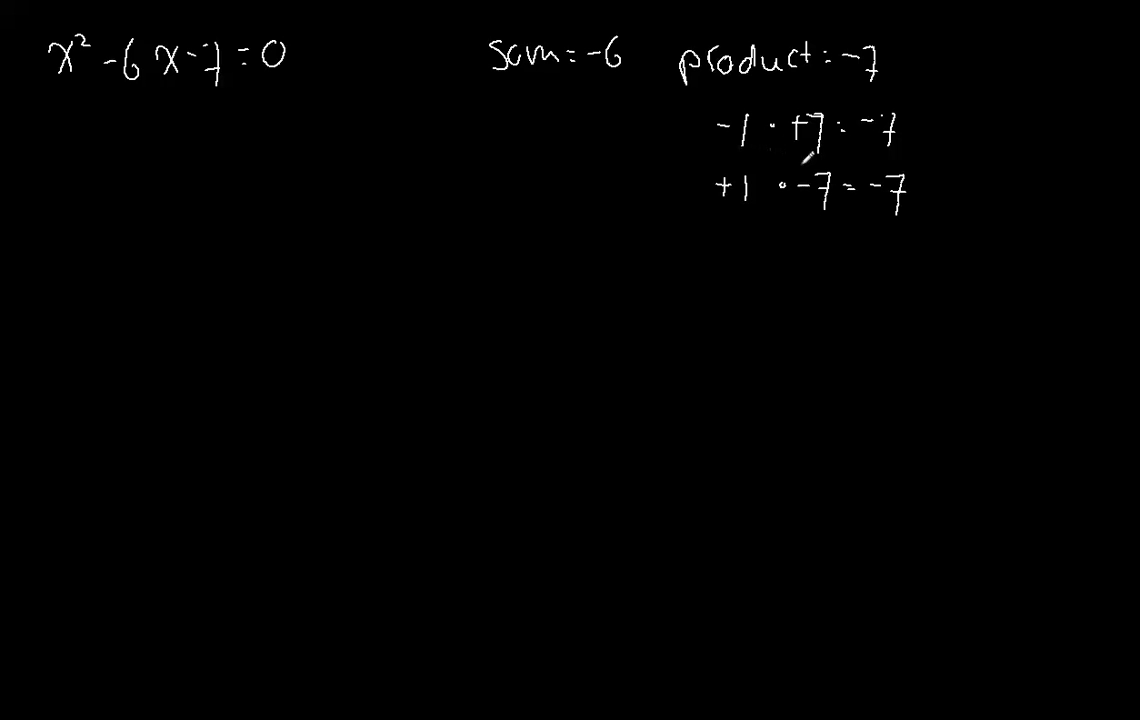 x² -6x-7=0 sum=-6 product=-7
-1 · +7=-7
+1 · -7=-7